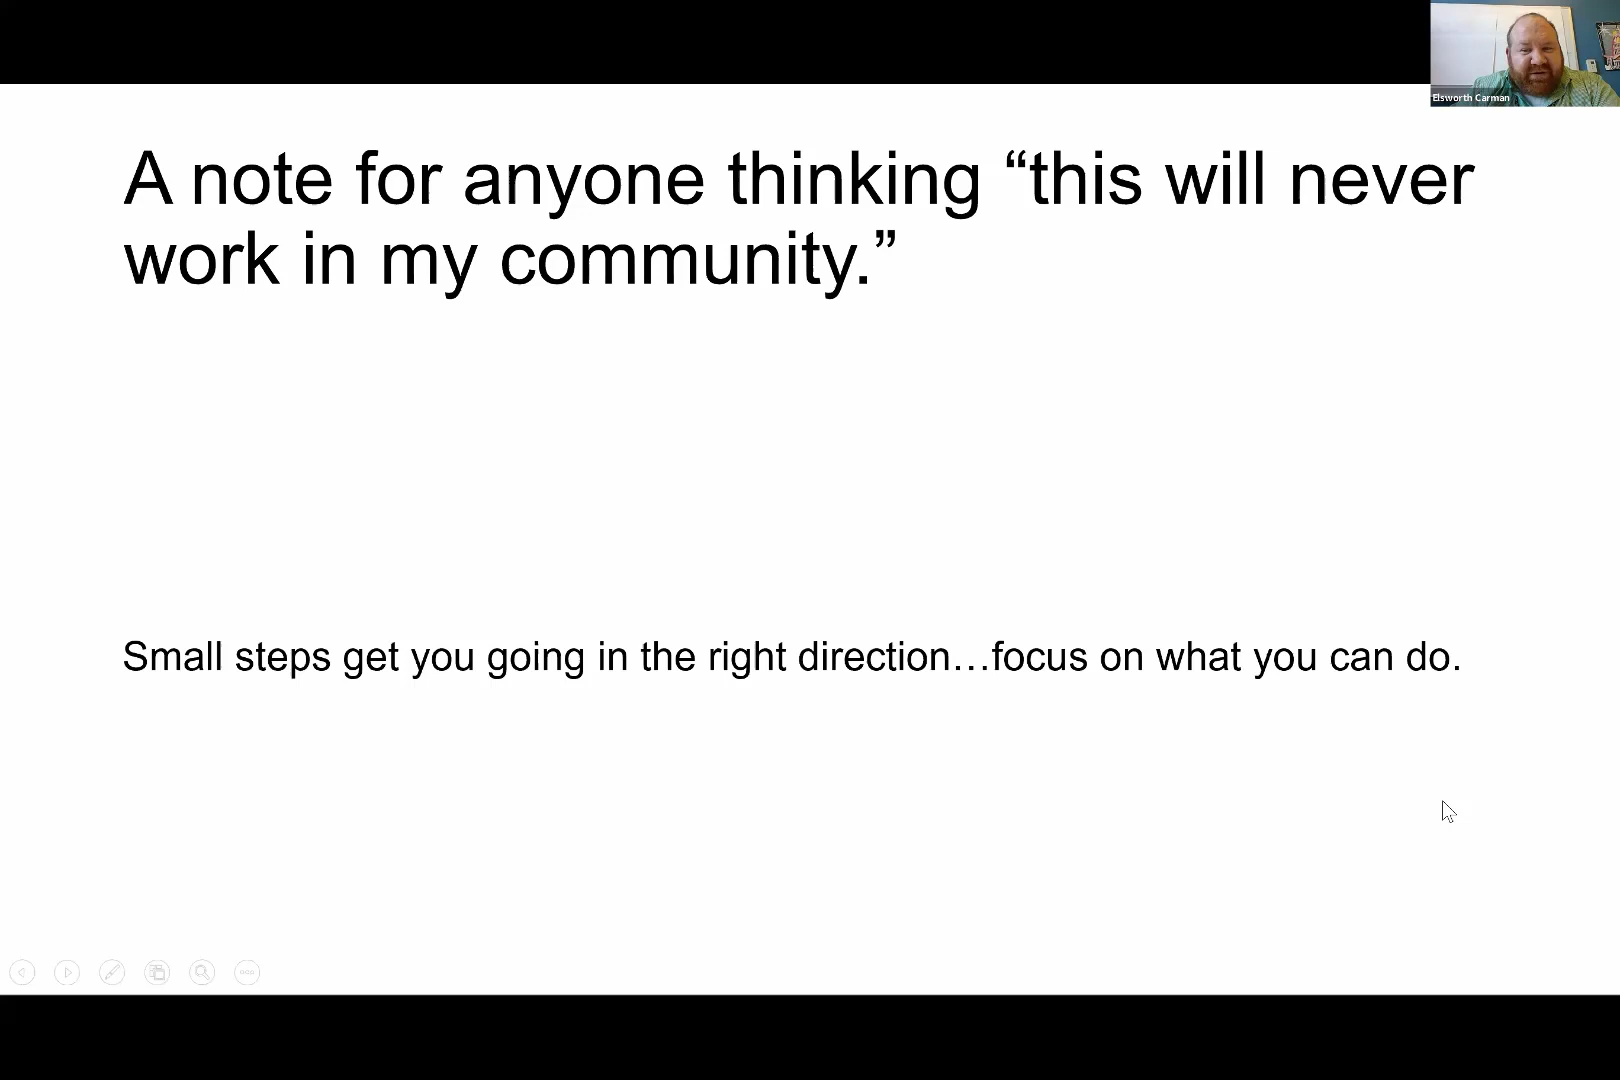 Elsworth Carman
A note for anyone thinking “this will never
work in my community.”
Small steps get you going in the right direction…focus on what you can do.